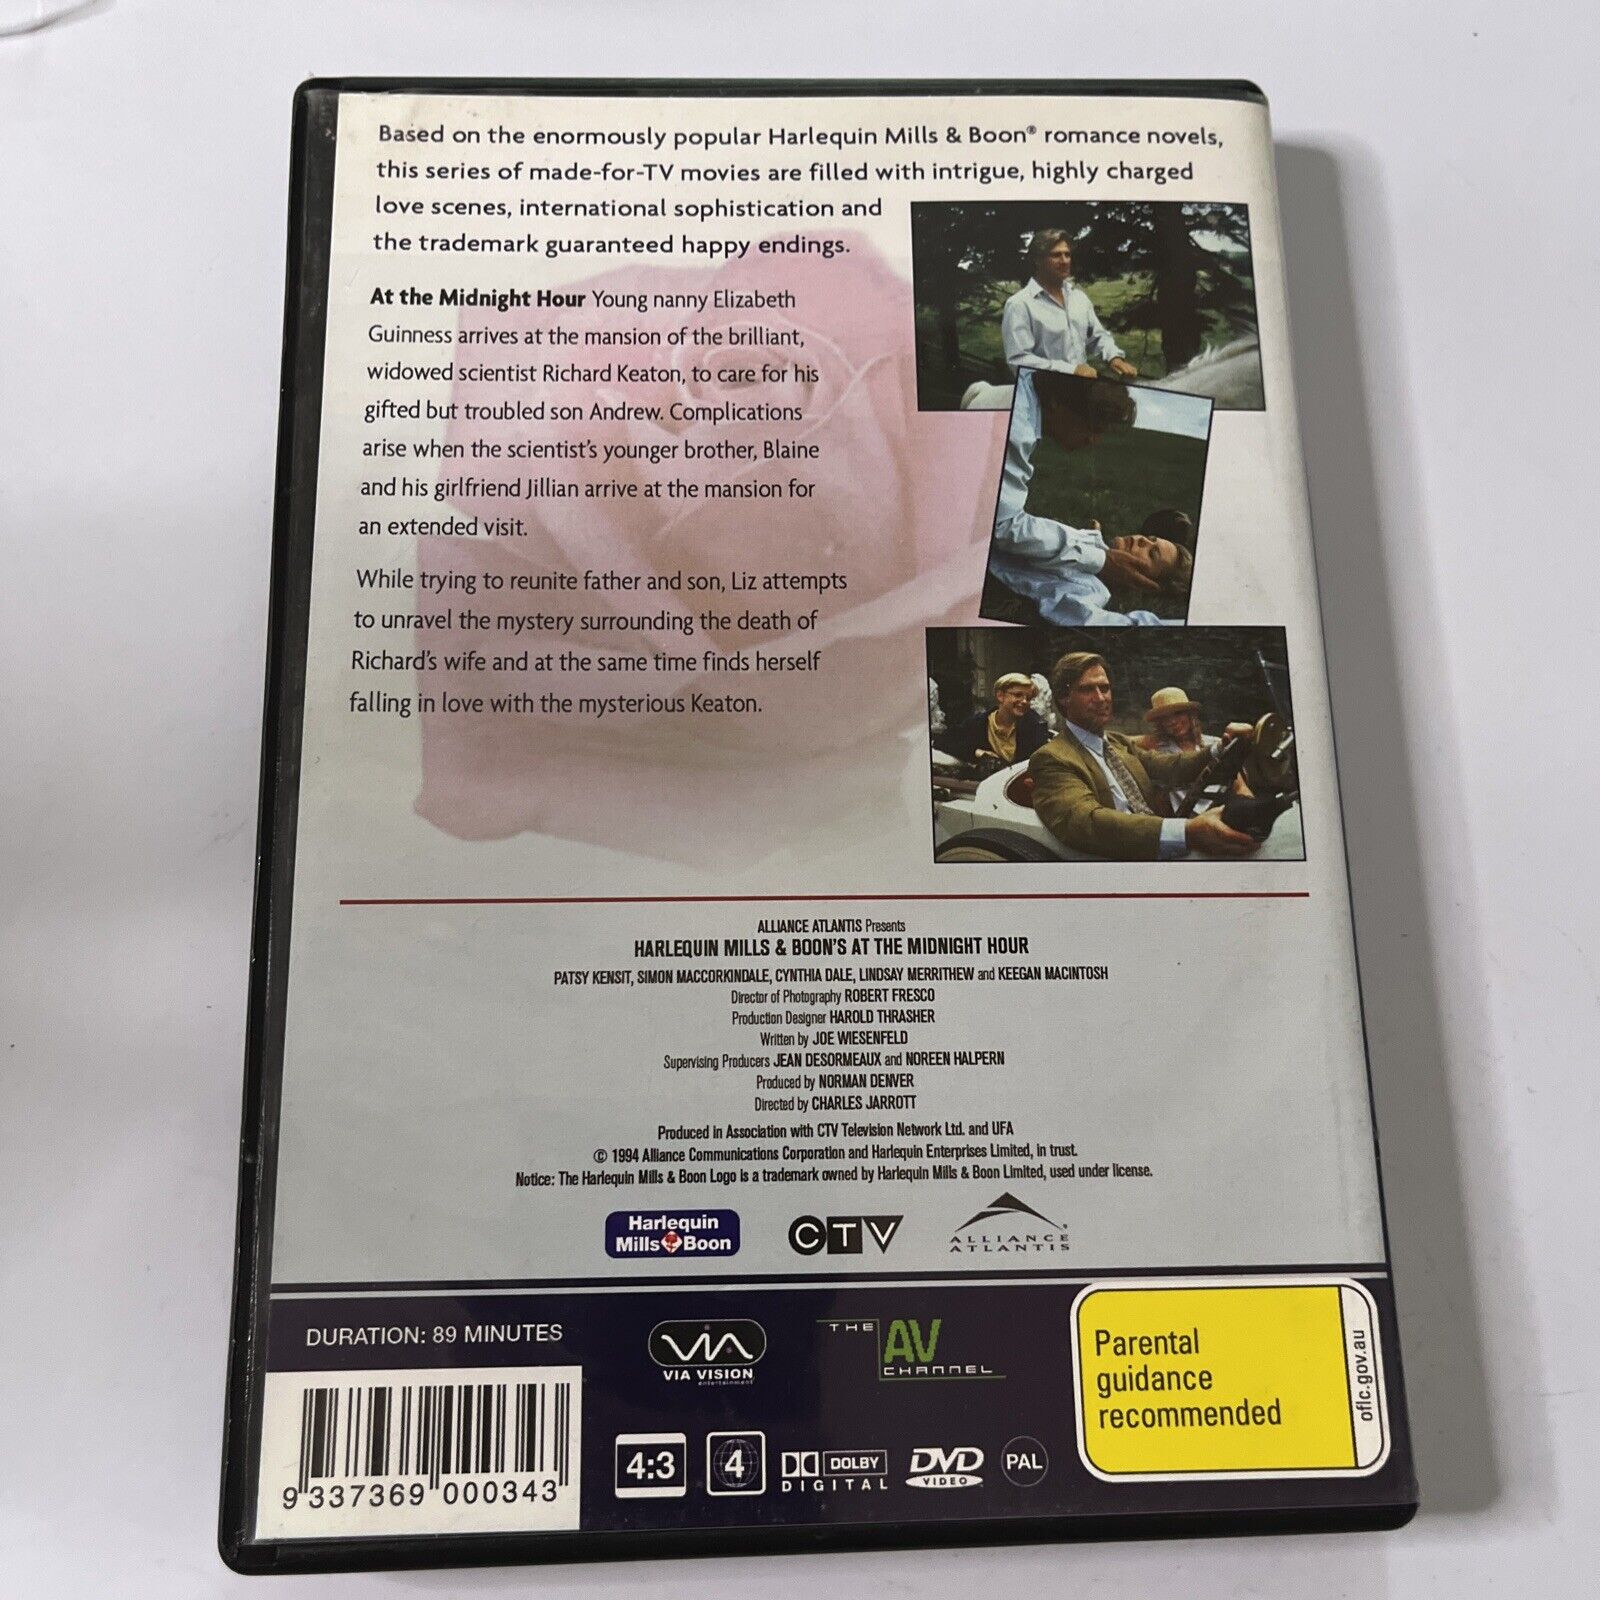 Based on the enormously popular Harlequin Mills & Boon® romance novels,
this series of made-for-TV movies are filled with intrigue, highly charged
love scenes, international sophistication and
the trademark guaranteed happy endings.
At the Midnight Hour Young nanny Elizabeth
Guinness arrives at the mansion of the brilliant,
widowed scientist Richard Keaton, to care for his
gifted but troubled son Andrew. Complications
arise when the scientist's younger brother, Blaine
and his girlfriend Jillian arrive at the mansion for
an extended visit.
While trying to reunite father and son, Liz attempts
to unravel the mystery surrounding the death of
Richard's wife and at the same time finds herself
falling in love with the mysterious Keaton.
ALLIANCE ATLANTIS Presents
HARLEQUIN MILLS & BOON'S AT THE MIDNIGHT HOUR
PATSY KENSIT, SIMON MACCORKINDALE, CYNTHIA DALE, LINDSAY MERRITHEW and KEEGAN MACINTOSH
Director of Photography ROBERT FRESCO
Production Designer HAROLD THRASHER
Written by JOE WIESENFELD
Supervising Producers JEAN DESORMEAUX and NOREEN HALPERN
Produced by NORMAN DENVER
Directed by CHARLES JARROTT
Produced in Association with CTV Television Network Ltd. and UFA
© 1994 Alliance Communications Corporation and Harlequin Enterprises Limited, in trust.
Notice: The Harlequin Mills & Boon Logo is a trademark owned by Harlequin Mills & Boon Limited, used under license.
Harlequin
Mills Boon
CTV
ALLIANCE
ATLANTIS
DURATION: 89 MINUTES
VIA
VIA VISION
entertainment
THE AV
CHANNEL
Parental
guidance
recommended
oflc.gov.au
9 337369 000343
4:3
4
DOLBY
DIGITAL
DVD
VIDEO
PAL